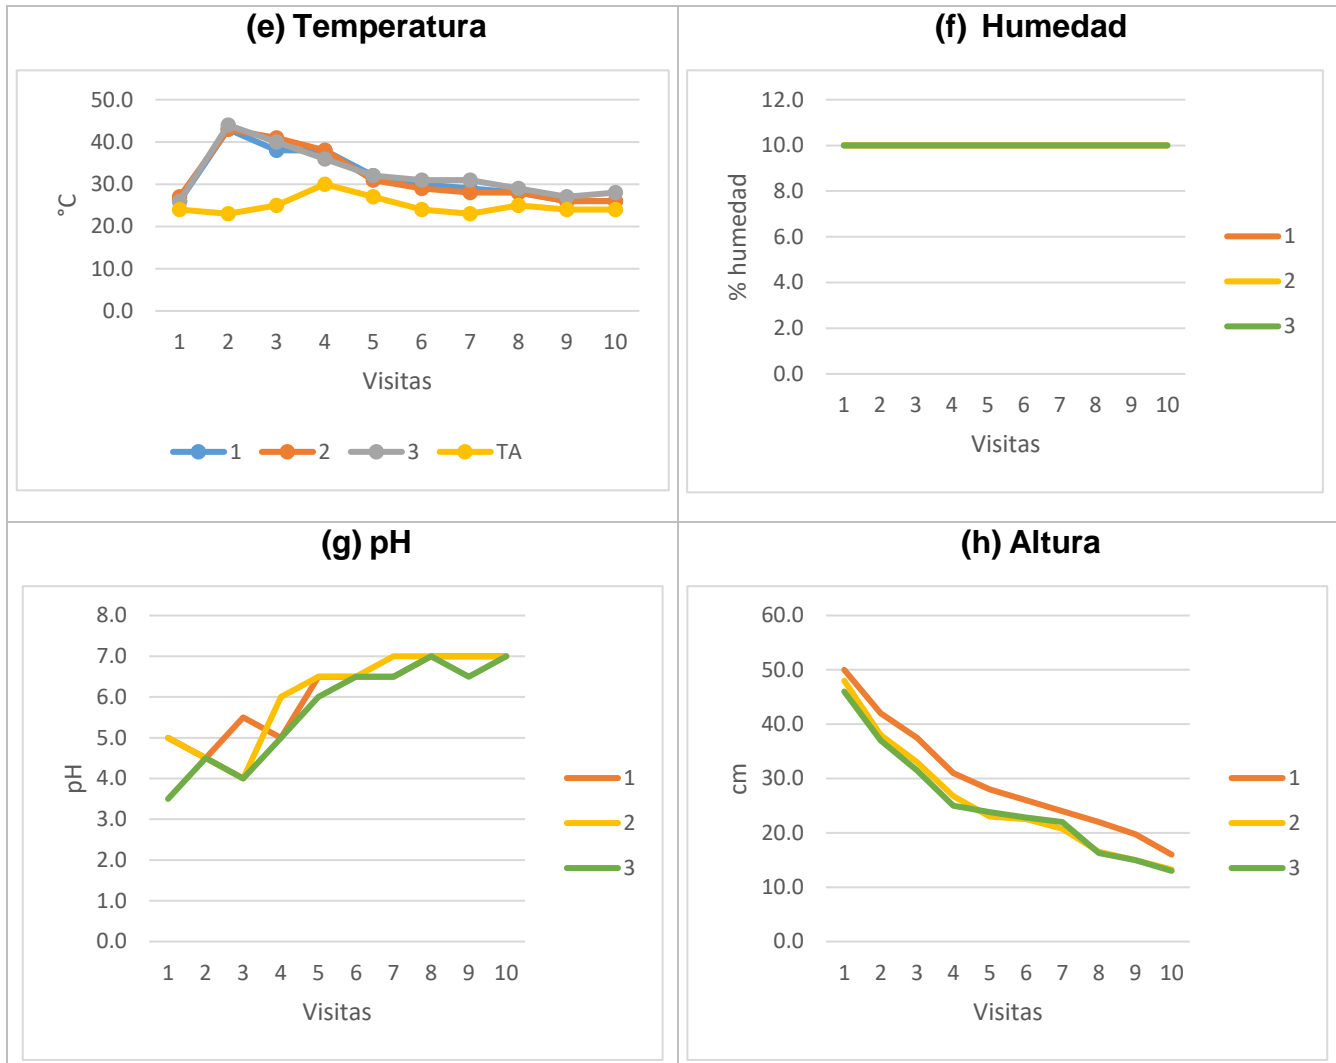 (e) Temperatura
50.0
40.0
30.0
20.0
10.0
0.0
°C
1 2 3 4 5 6 7 8 9 10
Visitas
1 2 3 TA
(f) Humedad
12.0
10.0
8.0
6.0
4.0
2.0
0.0
% humedad
1 2 3 4 5 6 7 8 9 10
Visitas
1
2
3
(g) pH
8.0
7.0
6.0
5.0
4.0
3.0
2.0
1.0
0.0
pH
1 2 3 4 5 6 7 8 9 10
Visitas
1
2
3
(h) Altura
60.0
50.0
40.0
30.0
20.0
10.0
0.0
cm
1 2 3 4 5 6 7 8 9 10
Visitas
1
2
3